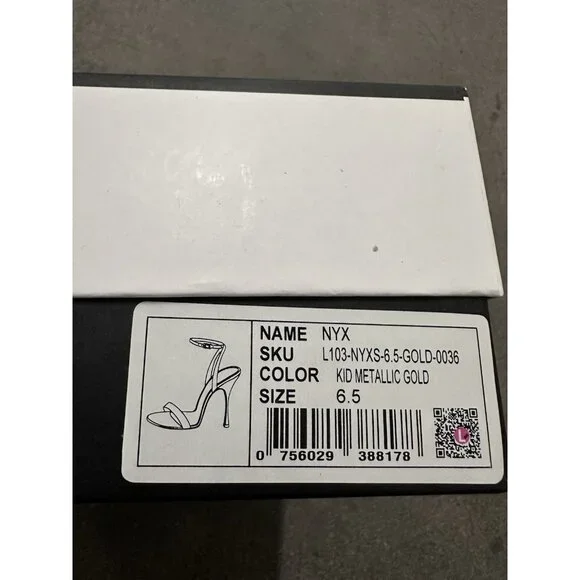 NAME NYX
SKU L103-NYXS-6.5-GOLD-0036
COLOR KID METALLIC GOLD
SIZE 6.5
0 756029 388178
L